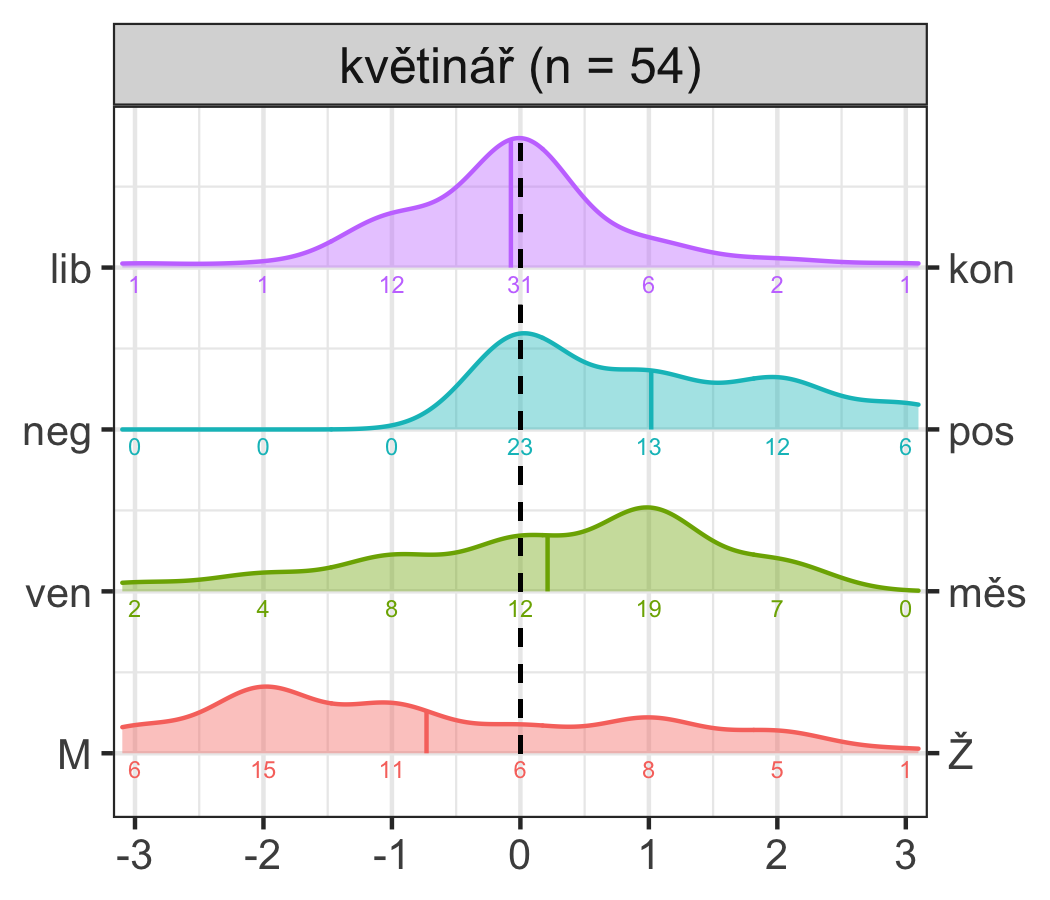 květinář (n = 54)
lib kon
1 1 12 31 6 2 1
neg pos
0 0 0 23 13 12 6
ven měs
2 4 8 12 19 7 0
M Ž
6 15 11 6 8 5 1
-3 -2 -1 0 1 2 3